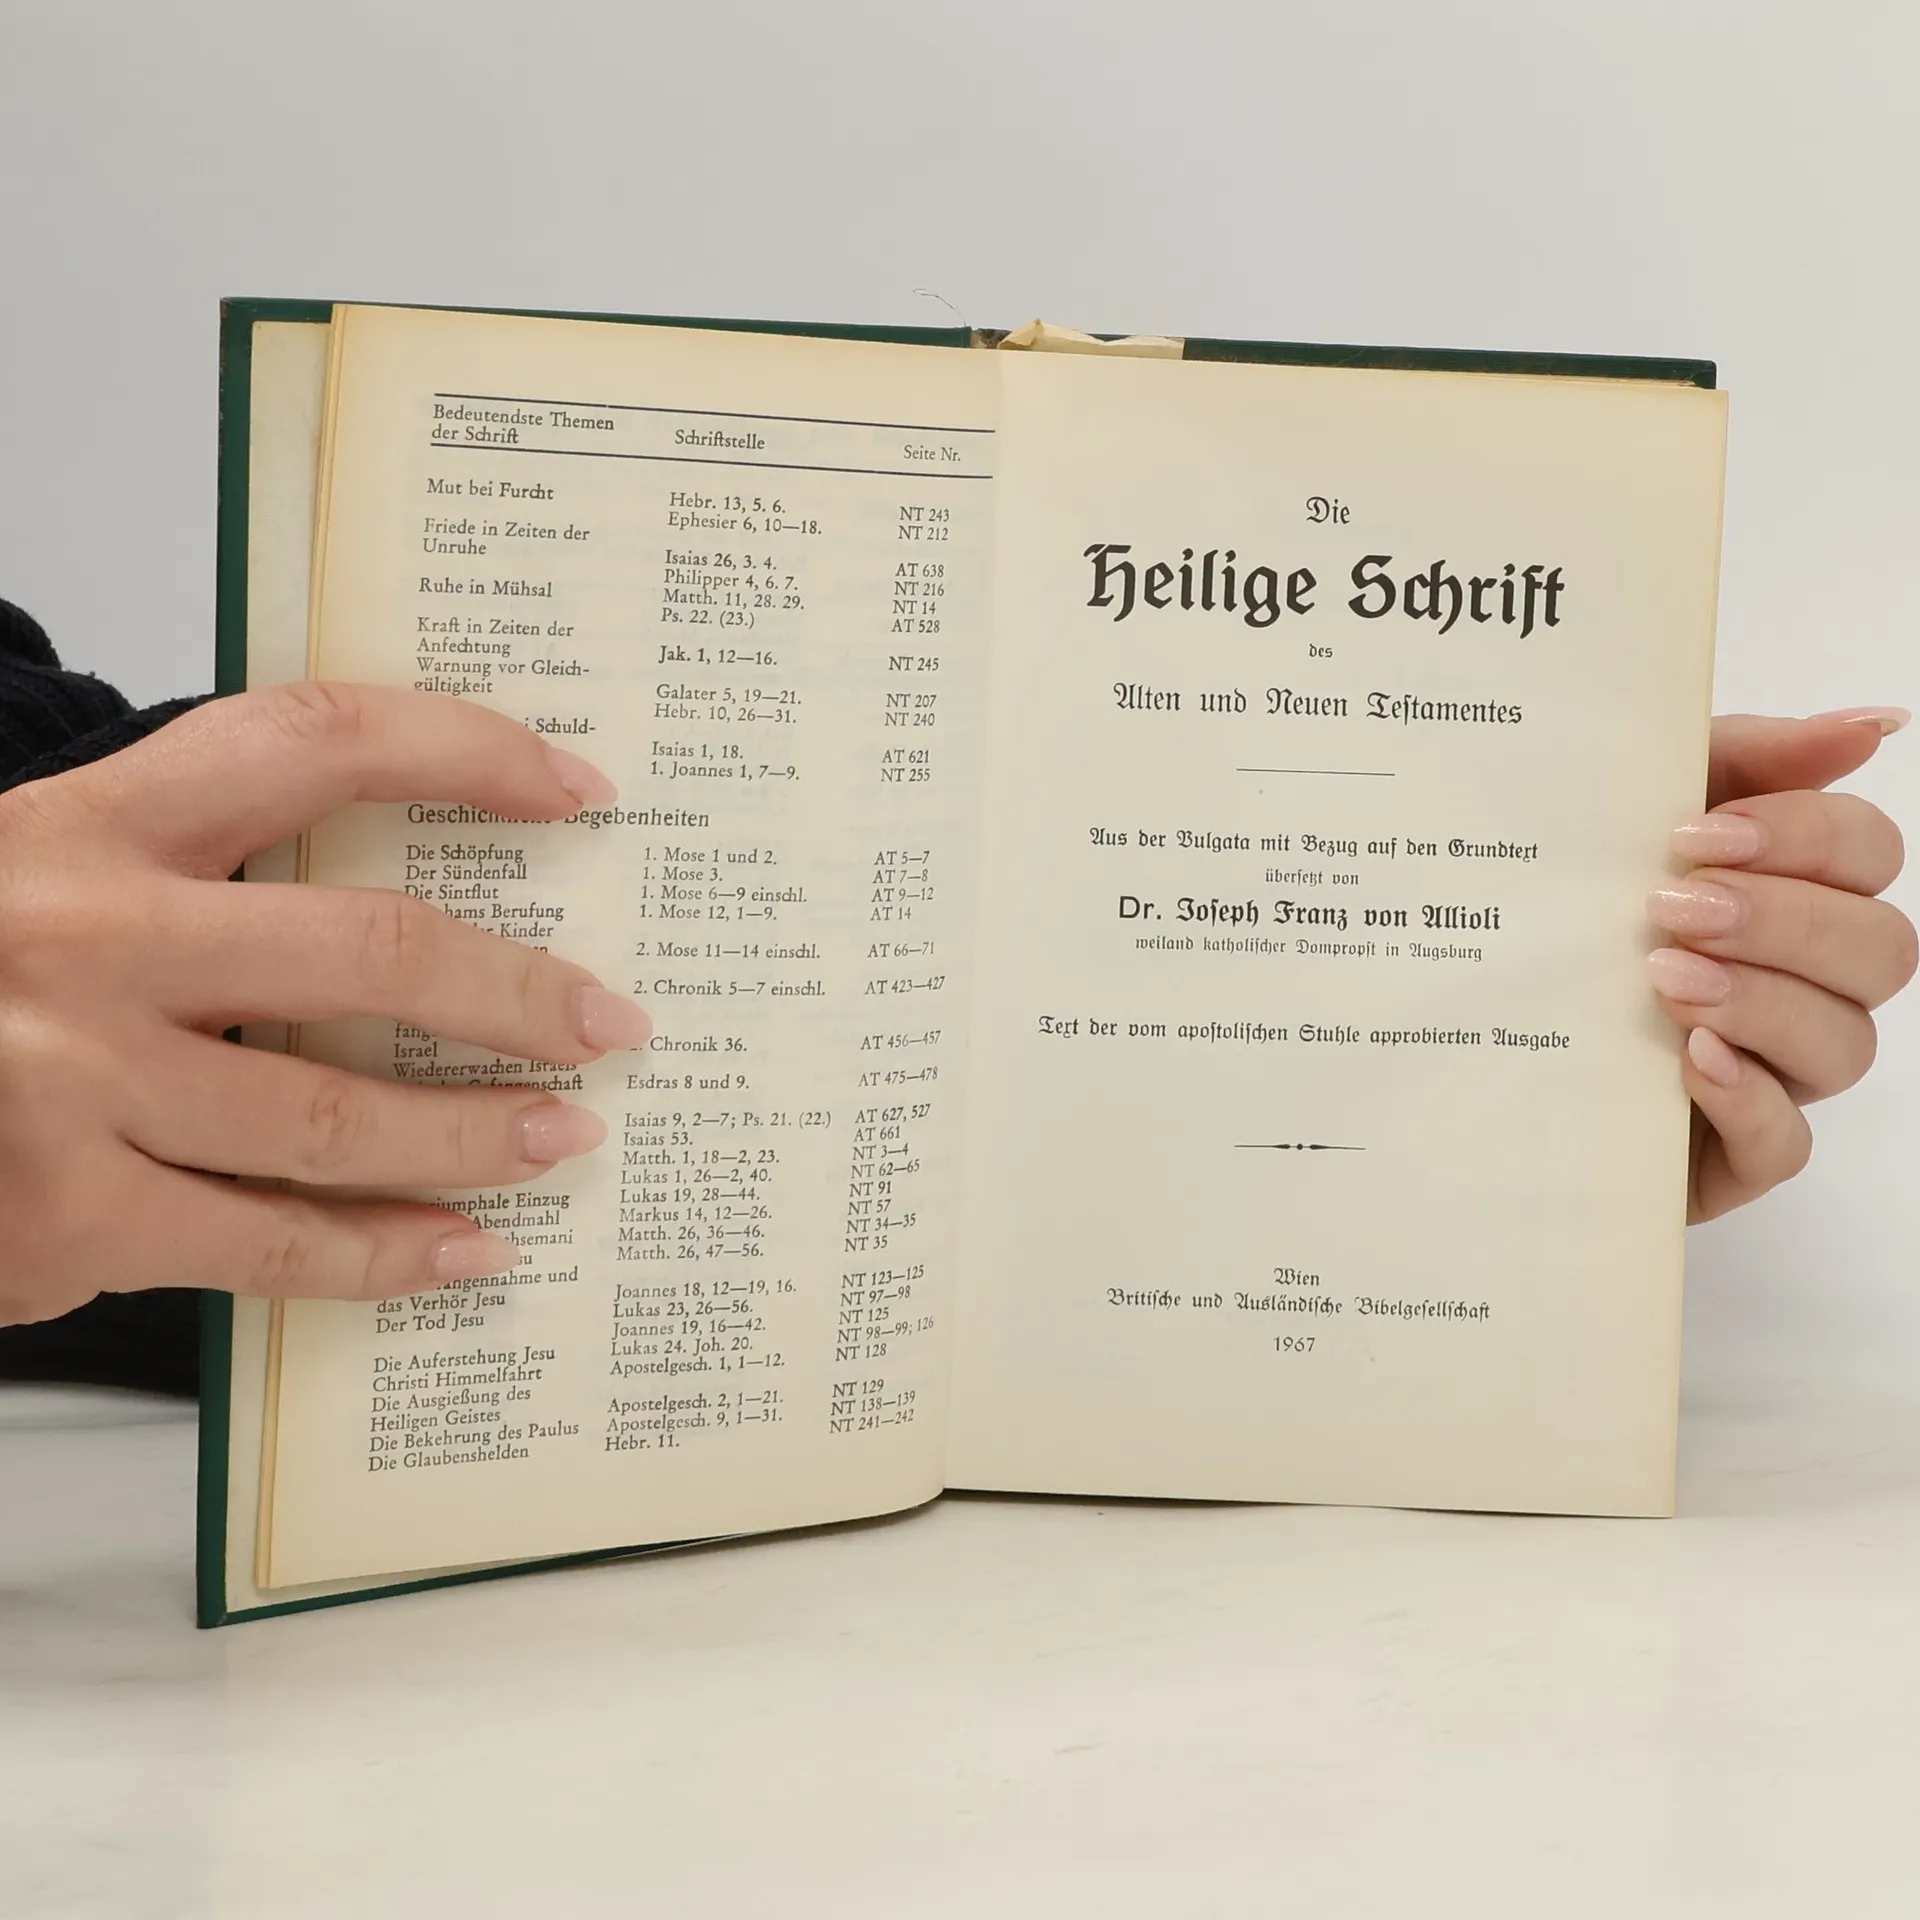 Bedeutendste Themen
der Schrift
Schriftstelle
Seite Nr.
Mut bei Furcht
Hebr. 13, 5. 6. NT 243
Ephesier 6, 10—18. NT 212
Friede in Zeiten der
Unruhe
Isaias 26, 3. 4. AT 638
Philipper 4, 6. 7. NT 216
Ruhe in Mühsal
Matth. 11, 28. 29. NT 14
Ps. 22. (23.) AT 528
Kraft in Zeiten der
Anfechtung
Jak. 1, 12—16. NT 245
Warnung vor Gleich-
gültigkeit
Galater 5, 19—21. NT 207
Hebr. 10, 26—31. NT 240
Schuld-
Isaias 1, 18. AT 621
1. Joannes 1, 7—9. NT 255
Begebenheiten
Die Schöpfung 1. Mose 1 und 2. AT 5—7
Der Sündenfall 1. Mose 3. AT 7—8
Die Sintflut 1. Mose 6—9 einschl. AT 9—12
Berufung 1. Mose 12, 1—9. AT 14
Kinder
2. Mose 11—14 einschl. AT 66—71
2. Chronik 5—7 einschl. AT 423—427
Israel Chronik 36. AT 456—457
Wiedererwachen Israels
Esdras 8 und 9. AT 475—478
Isaias 9, 2—7; Ps. 21. (22.) AT 627, 527
Isaias 53. AT 661
Matth. 1, 18—2, 23. NT 3—4
Lukas 1, 26—2, 40. NT 62—65
Einzug Lukas 19, 28—44. NT 91
Abendmahl Markus 14, 12—26. NT 57
Matth. 26, 36—46. NT 34—35
Matth. 26, 47—56. NT 35
und
das Verhör Jesu Joannes 18, 12—19, 16. NT 123—125
Der Tod Jesu Lukas 23, 26—56. NT 97—98
Joannes 19, 16—42. NT 125
Die Auferstehung Jesu Lukas 24. Joh. 20. NT 98—99; 126
Christi Himmelfahrt Apostelgesch. 1, 1—12. NT 128
Die Ausgießung des
Heiligen Geistes Apostelgesch. 2, 1—21. NT 129
Die Bekehrung des Paulus Apostelgesch. 9, 1—31. NT 138—139
Die Glaubenshelden Hebr. 11. NT 241—242
Die
Heilige Schrift
des
Alten und Neuen Testamentes
Aus der Vulgata mit Bezug auf den Grundtext
übersetzt von
Dr. Joseph Franz von Allioli
weiland katholischer Dompropst in Augsburg
Text der vom apostolischen Stuhle approbierten Ausgabe
Wien
Britische und Ausländische Bibelgesellschaft
1967